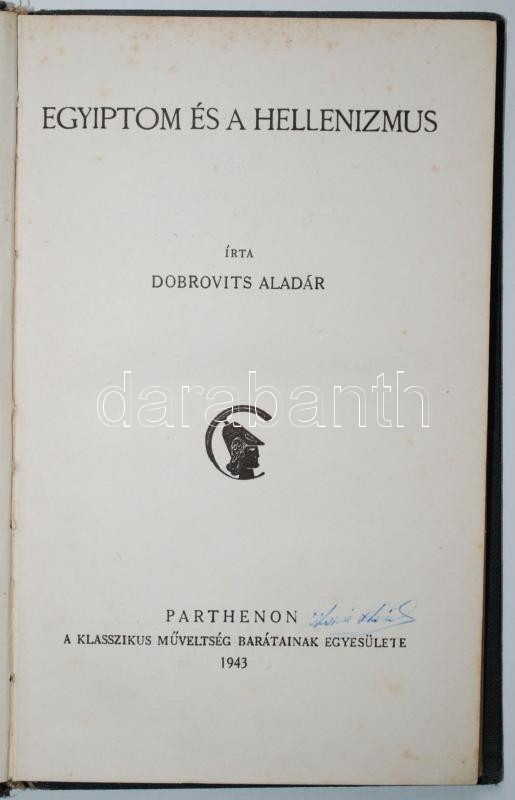 EGYIPTOM ÉS A HELLENIZMUS
ÍRTA
DOBROVITS ALADÁR
darabanth
PARTHENON
A KLASSZIKUS MŰVELTSÉG BARÁTAINAK EGYESÜLETE
1943